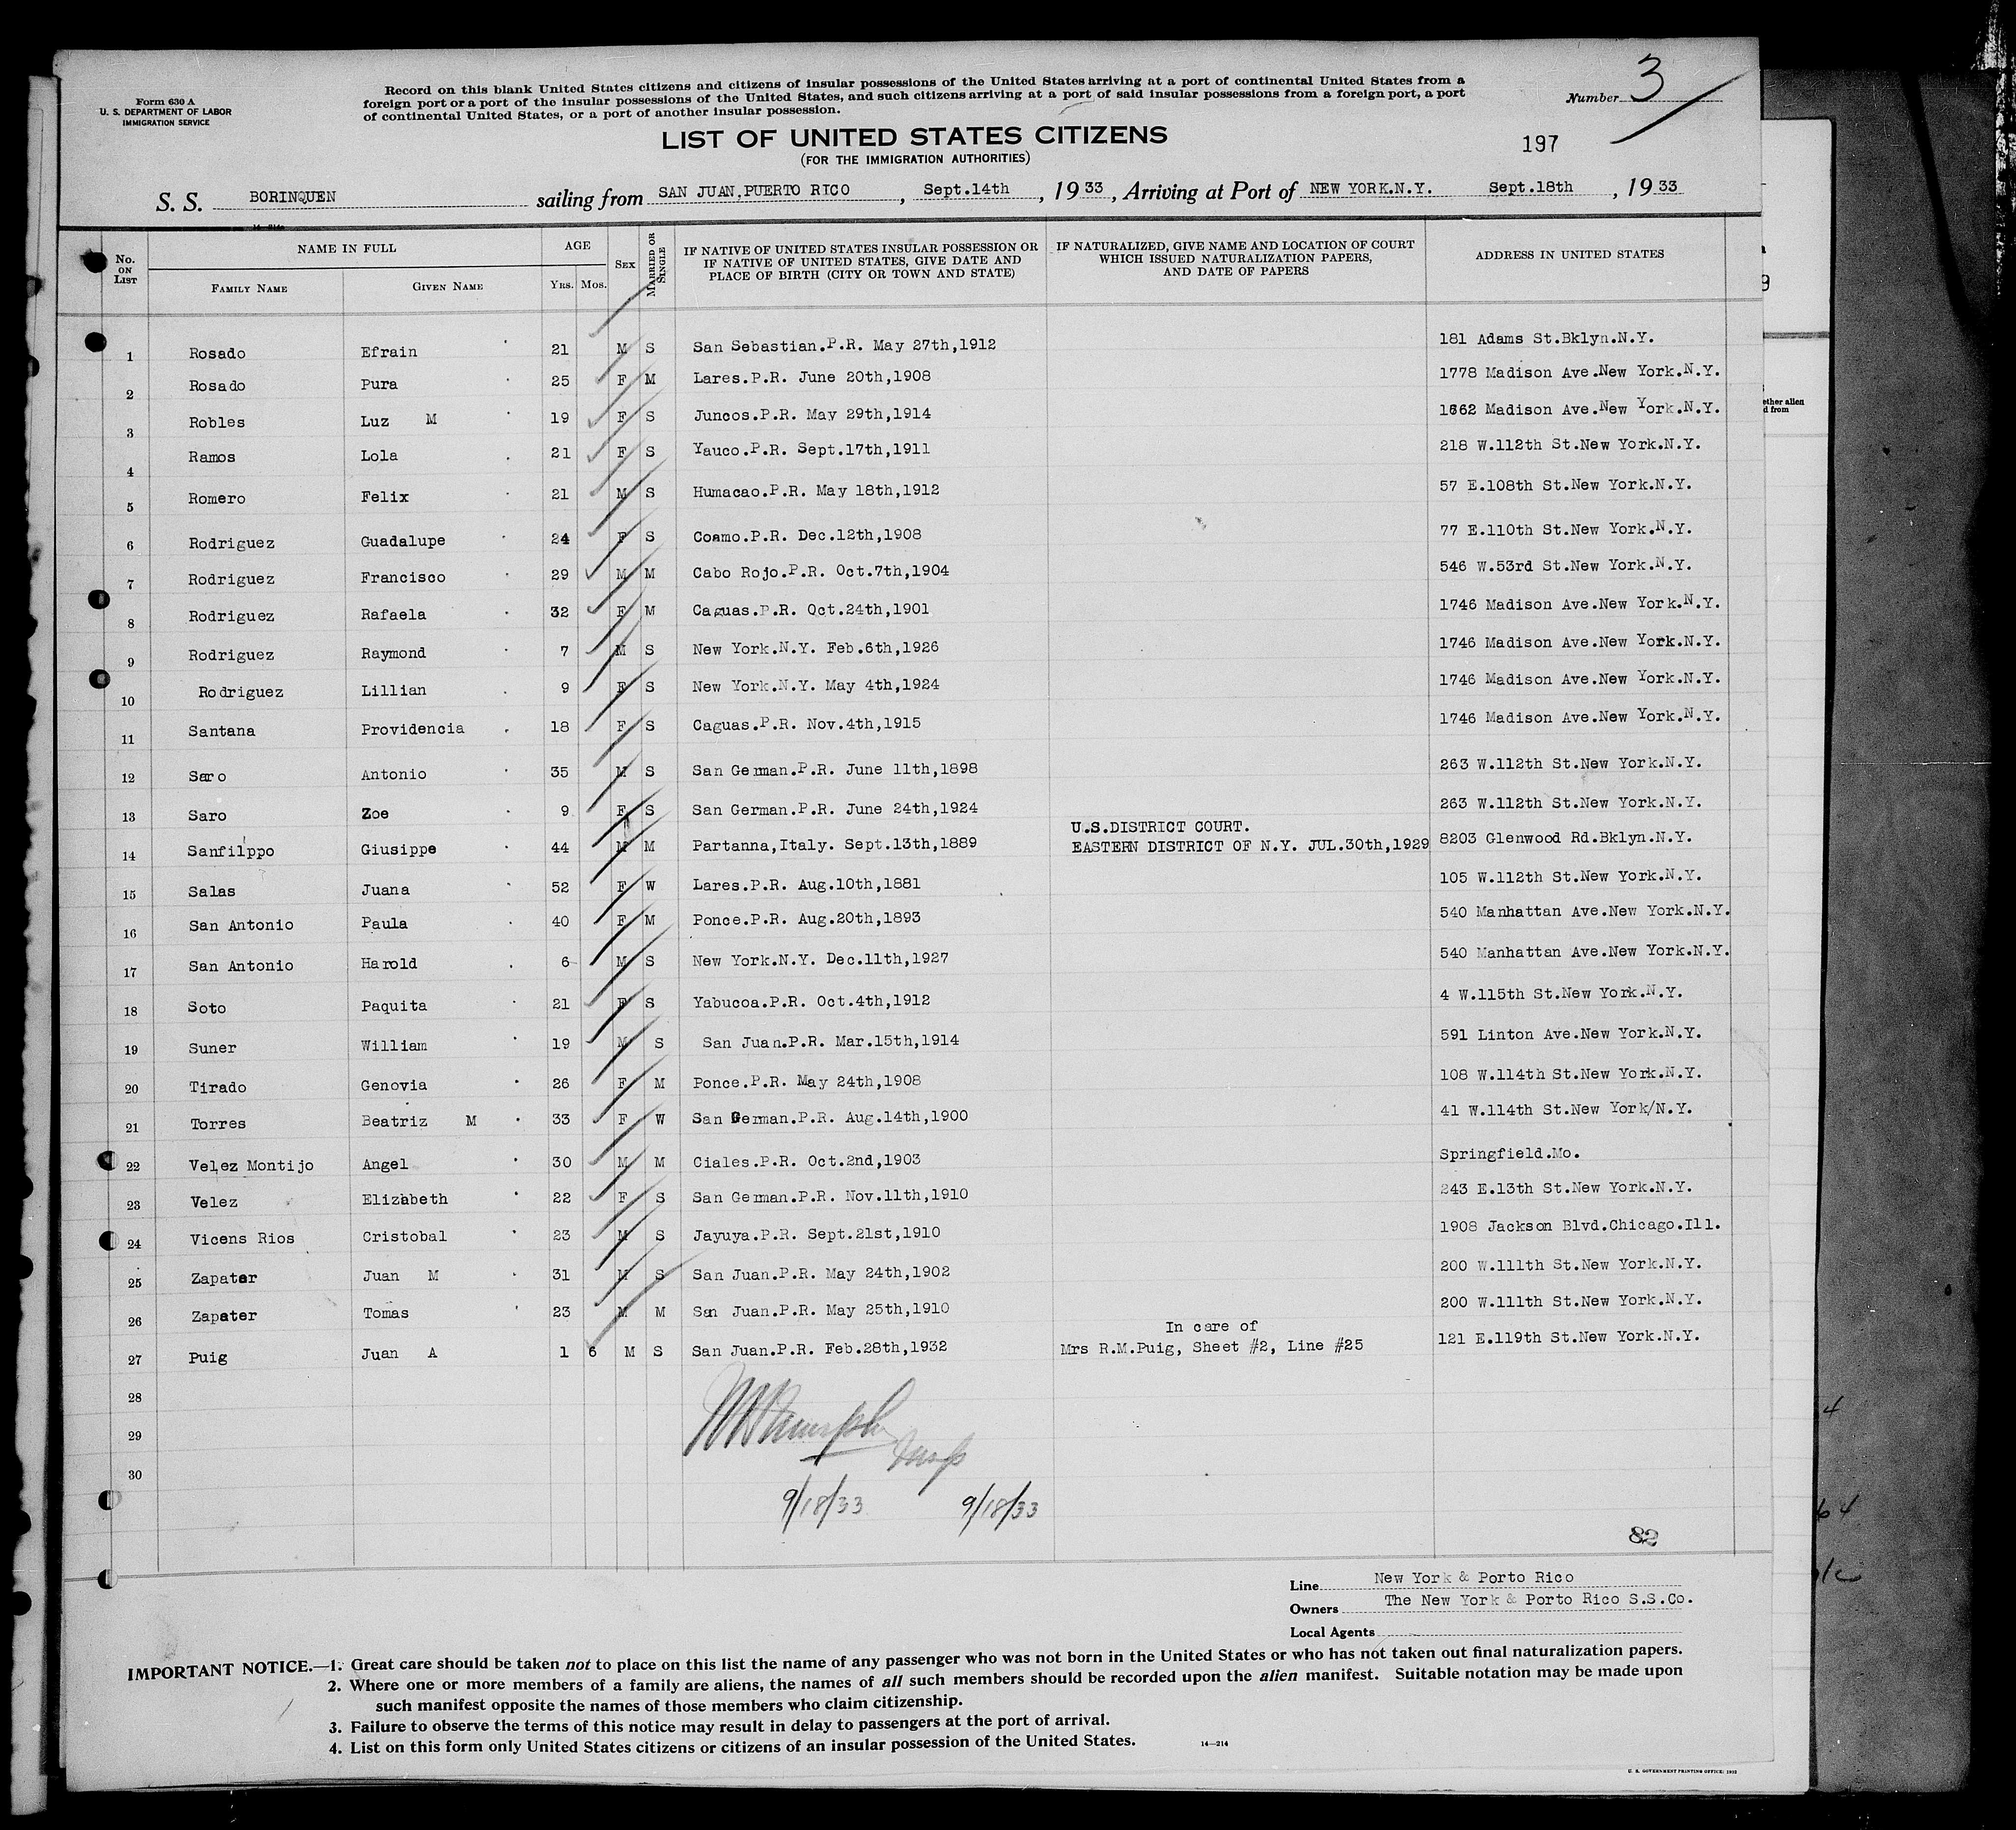 Form 630 A
U. S. DEPARTMENT OF LABOR
IMMIGRATION SERVICE
Record on this blank United States citizens and citizens of insular possessions of the United States arriving at a port of continental United States from a
foreign port or a port of the insular possessions of the United States, and such citizens arriving at a port of said insular possessions from a foreign port, a port
of continental United States, or a port of another insular possession.
Number 3
LIST OF UNITED STATES CITIZENS
(FOR THE IMMIGRATION AUTHORITIES)
197
S. S. BORINQUEN sailing from SAN JUAN,PUERTO RICO, Sept.14th, 1933, Arriving at Port of NEW YORK.N.Y. Sept.18th, 1933
No. ON LIST
NAME IN FULL
FAMILY NAME GIVEN NAME
AGE
YRS. MOS.
SEX
MARRIED OR SINGLE
IF NATIVE OF UNITED STATES INSULAR POSSESSION OR
IF NATIVE OF UNITED STATES, GIVE DATE AND
PLACE OF BIRTH (CITY OR TOWN AND STATE)
IF NATURALIZED, GIVE NAME AND LOCATION OF COURT
WHICH ISSUED NATURALIZATION PAPERS,
AND DATE OF PAPERS
ADDRESS IN UNITED STATES
1 Rosado Efrain 21 M S San Sebastian.P.R. May 27th,1912 181 Adams St.Bklyn.N.Y.
2 Rosado Pura 25 F M Lares.P.R. June 20th,1908 1778 Madison Ave.New York.N.Y.
3 Robles Luz M 19 F S Juncos.P.R. May 29th,1914 1662 Madison Ave.New York.N.Y.
4 Ramos Lola 21 F S Yauco.P.R. Sept.17th,1911 218 W.112th St.New York.N.Y.
5 Romero Felix 21 M S Humacao.P.R. May 18th,1912 57 E.108th St.New York.N.Y.
6 Rodriguez Guadalupe 24 F S Coamo.P.R. Dec.12th,1908 77 E.110th St.New York.N.Y.
7 Rodriguez Francisco 29 M M Cabo Rojo.P.R. Oct.7th,1904 546 W.53rd St.New York.N.Y.
8 Rodriguez Rafaela 32 F M Caguas.P.R. Oct.24th,1901 1746 Madison Ave.New York.N.Y.
9 Rodriguez Raymond 7 M S New York.N.Y. Feb.6th,1926 1746 Madison Ave.New York.N.Y.
10 Rodriguez Lillian 9 F S New York.N.Y. May 4th,1924 1746 Madison Ave.New York.N.Y.
11 Santana Providencia 18 F S Caguas.P.R. Nov.4th,1915 1746 Madison Ave.New York.N.Y.
12 Saro Antonio 35 M S San German.P.R. June 11th,1898 263 W.112th St.New York.N.Y.
13 Saro Zoe 9 F S San German.P.R. June 24th,1924 263 W.112th St.New York.N.Y.
U.S.DISTRICT COURT.
14 Sanfilppo Giusippe 44 M M Partanna,Italy. Sept.13th,1889 EASTERN DISTRICT OF N.Y. JUL.30th,1929 8203 Glenwood Rd.Bklyn.N.Y.
15 Salas Juana 52 F W Lares.P.R. Aug.10th,1881 105 W.112th St.New York.N.Y.
16 San Antonio Paula 40 F M Ponce.P.R. Aug.20th,1893 540 Manhattan Ave.New York.N.Y.
17 San Antonio Harold 6 M S New York.N.Y. Dec.11th,1927 540 Manhattan Ave.New York.N.Y.
18 Soto Paquita 21 F S Yabucoa.P.R. Oct.4th,1912 4 W.115th St.New York.N.Y.
19 Suner William 19 M S San Juan.P.R. Mar.15th,1914 591 Linton Ave.New York.N.Y.
20 Tirado Genovia 26 F M Ponce.P.R. May 24th,1908 108 W.114th St.New York.N.Y.
21 Torres Beatriz M 33 F W San German.P.R. Aug.14th,1900 41 W.114th St.New York/N.Y.
22 Velez Montijo Angel 30 M M Ciales.P.R. Oct.2nd,1903 Springfield.Mo.
23 Velez Elizabeth 22 F S San German.P.R. Nov.11th,1910 243 E.13th St.New York.N.Y.
24 Vicens Rios Cristobal 23 M S Jayuya.P.R. Sept.21st,1910 1908 Jackson Blvd.Chicago.Ill.
25 Zapater Juan M 31 M S San Juan.P.R. May 24th,1902 200 W.111th St.New York.N.Y.
26 Zapater Tomas 23 M M San Juan.P.R. May 25th,1910 200 W.111th St.New York.N.Y.
In care of
27 Puig Juan A 1 6 M S San Juan.P.R. Feb.28th,1932 Mrs R.M.Puig, Sheet #2, Line #25 121 E.119th St.New York.N.Y.
28
29
30
9/18/33 9/18/33
82
Line New York & Porto Rico
Owners The New York & Porto Rico S.S.Co.
Local Agents
IMPORTANT NOTICE.—1. Great care should be taken not to place on this list the name of any passenger who was not born in the United States or who has not taken out final naturalization papers.
2. Where one or more members of a family are aliens, the names of all such members should be recorded upon the alien manifest. Suitable notation may be made upon
such manifest opposite the names of those members who claim citizenship.
3. Failure to observe the terms of this notice may result in delay to passengers at the port of arrival.
4. List on this form only United States citizens or citizens of an insular possession of the United States.
14—214
U. S. GOVERNMENT PRINTING OFFICE: 1932